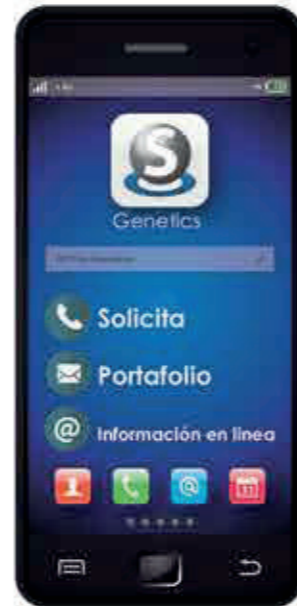 S
Genetics
Solicita
Portafolio
@ Información en linea